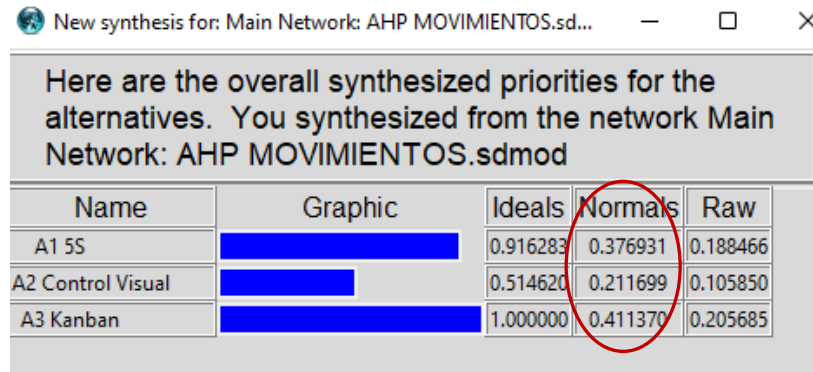 New synthesis for: Main Network: AHP MOVIMIENTOS.sd...
Here are the overall synthesized priorities for the
alternatives. You synthesized from the network Main
Network: AHP MOVIMIENTOS.sdmod
Name Graphic Ideals Normals Raw
A1 5S 0.916283 0.376931 0.188466
A2 Control Visual 0.514620 0.211699 0.105850
A3 Kanban 1.000000 0.411370 0.205685